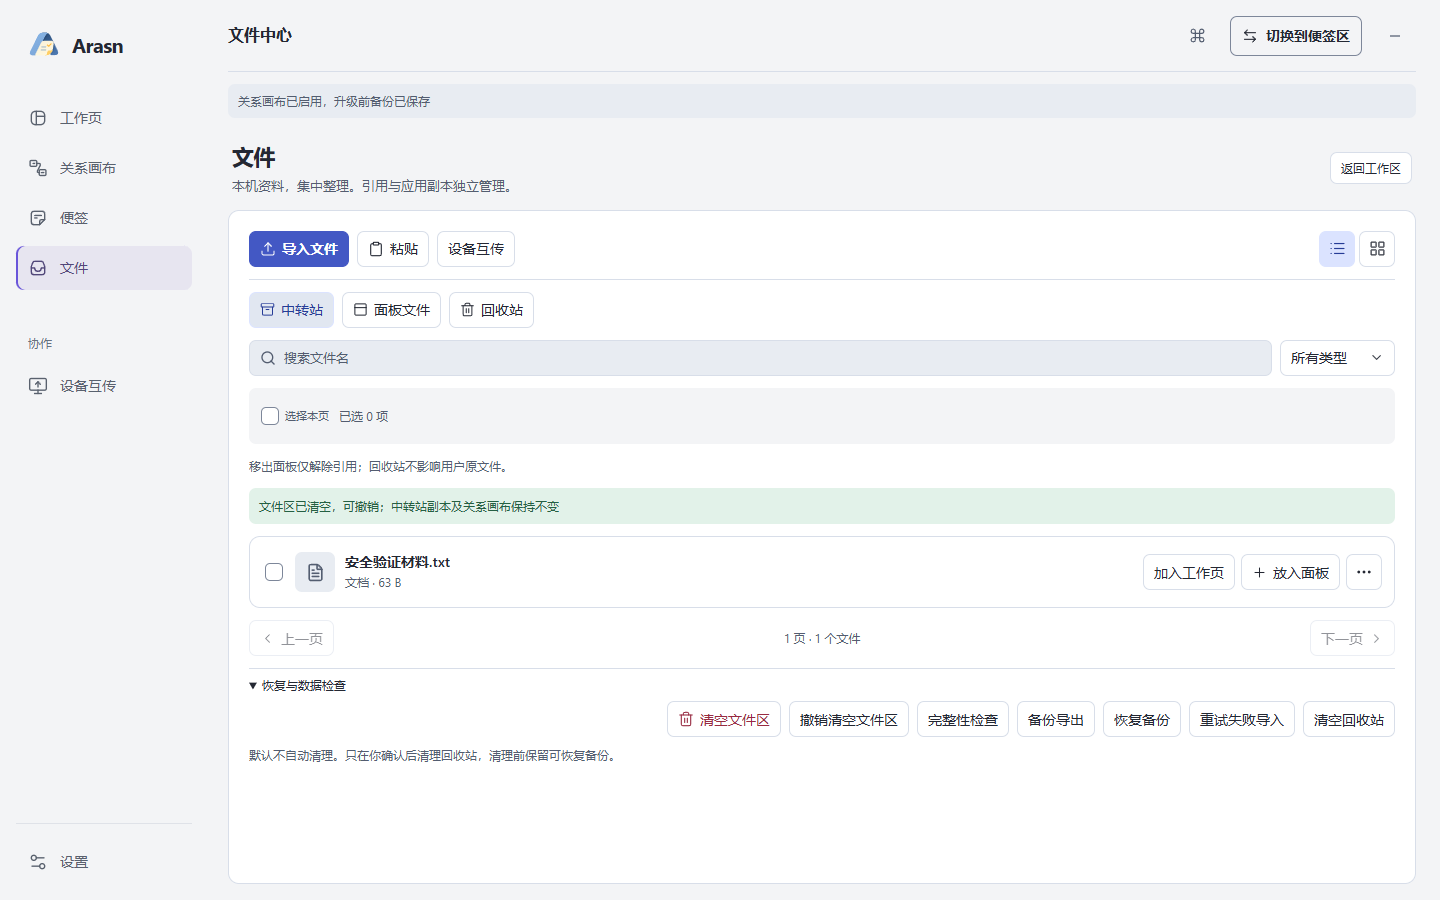 Arasn
工作页
关系画布
便签
文件
协作
设备互传
设置
文件中心
切换到便签区
关系画布已启用，升级前备份已保存
文件
本机资料，集中整理。引用与应用副本独立管理。
返回工作区
导入文件
粘贴
设备互传
中转站
面板文件
回收站
搜索文件名
所有类型
选择本页 已选 0 项
移出面板仅解除引用；回收站不影响用户原文件。
文件区已清空，可撤销；中转站副本及关系画布保持不变
安全验证材料.txt
文档 · 63 B
加入工作页
放入面板
上一页
1 页 · 1 个文件
下一页
恢复与数据检查
清空文件区
撤销清空文件区
完整性检查
备份导出
恢复备份
重试失败导入
清空回收站
默认不自动清理。只在你确认后清理回收站，清理前保留可恢复备份。